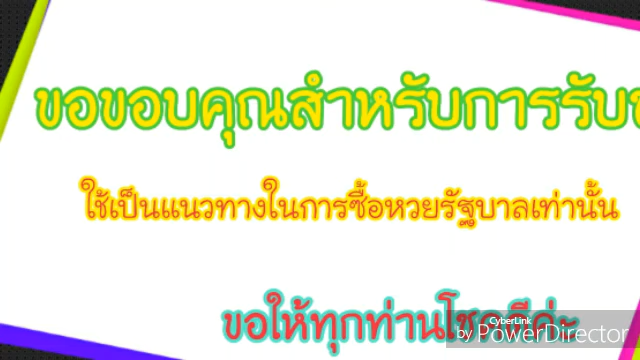 ขอขอบคุณสำหรับการรับ
ใช้เป็นแนวทางในการซื้อหวยรัฐบาลเท่านั้น
ขอให้ทุกท่านโชคดีค่ะ
CyberLink
by PowerDirector